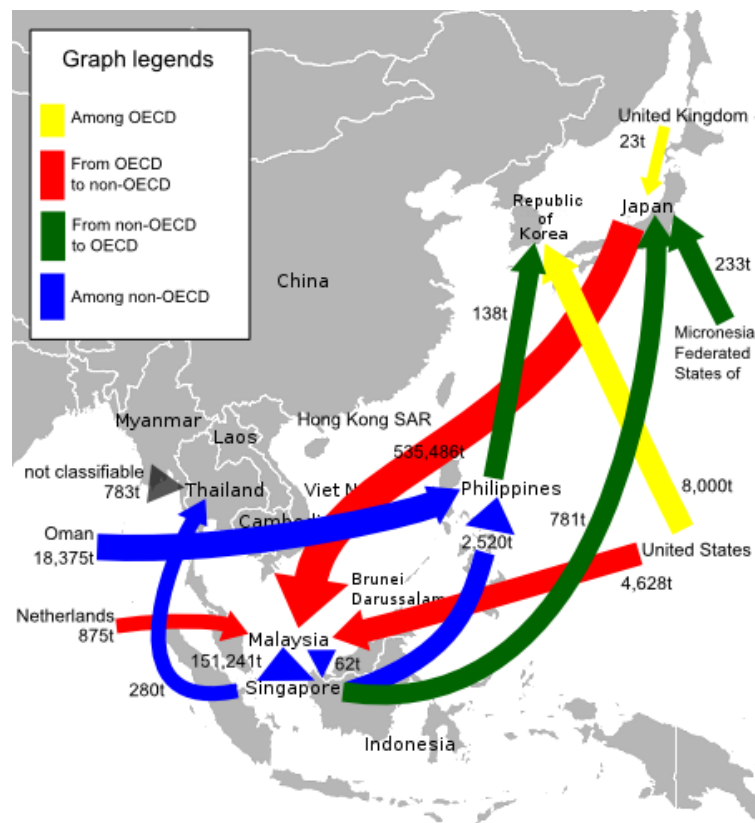 Graph legends
Among OECD
From OECD
to non-OECD
From non-OECD
to OECD
Among non-OECD
United Kingdom
23t
Republic
of
Korea
Japan
233t
China
138t
Micronesia
Federated
States of
Myanmar
Laos
Hong Kong SAR
535,486t
not classifiable
783t
Thailand
Viet N
Philippines
8,000t
Oman
18,375t
Cambodi
2,520t
781t
United States
4,628t
Brunei
Darussalam
Netherlands
875t
Malaysia
151,241t
62t
280t
Singapore
Indonesia